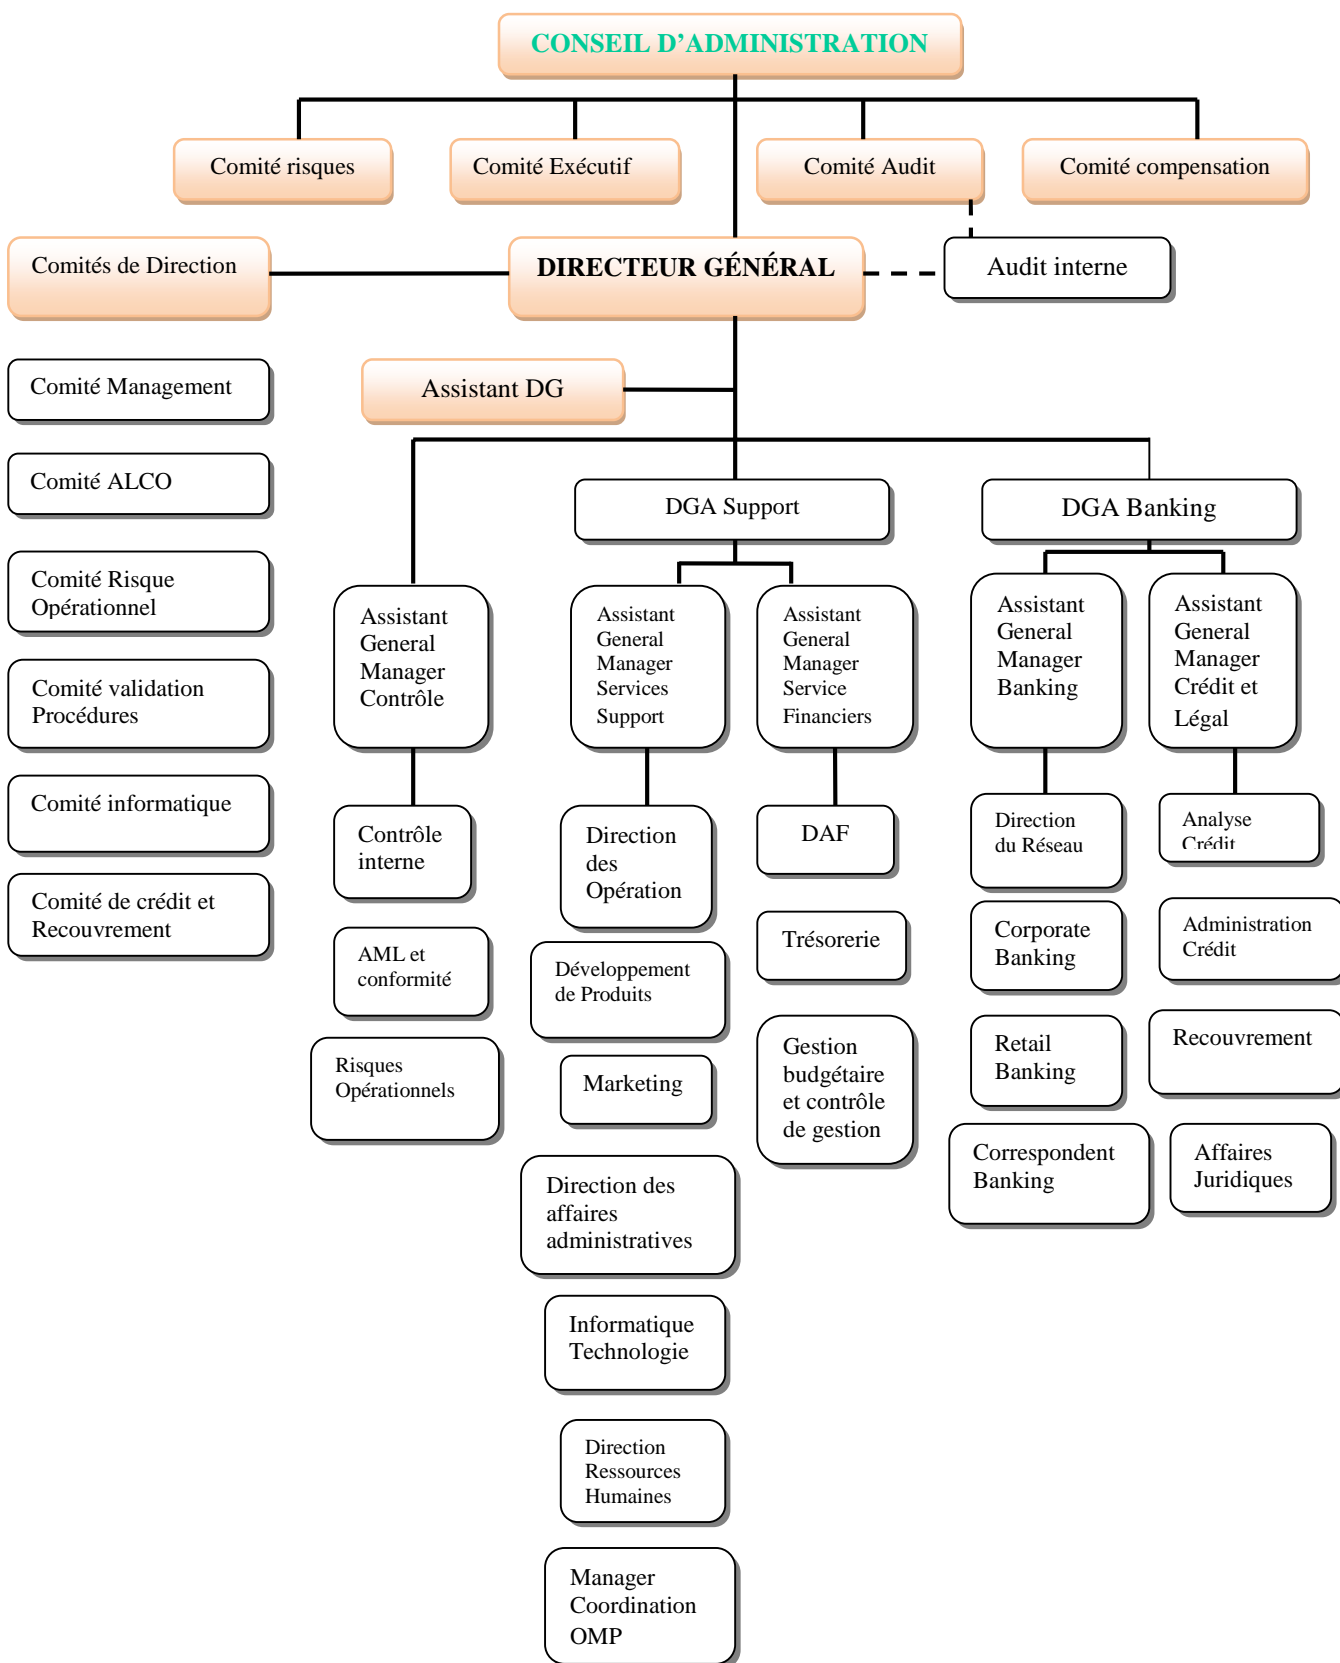 CONSEIL D’ADMINISTRATION
Comité risques
Comité Exécutif
Comité Audit
Comité compensation
Comités de Direction
DIRECTEUR GÉNÉRAL
Audit interne
Comité Management
Assistant DG
Comité ALCO
DGA Support
DGA Banking
Comité Risque
Opérationnel
Comité validation
Procédures
Comité informatique
Comité de crédit et
Recouvrement
Assistant
General
Manager
Contrôle
Assistant
General
Manager
Services
Support
Assistant
General
Manager
Service
Financiers
Assistant
General
Manager
Banking
Assistant
General
Manager
Crédit et
Légal
Contrôle
interne
AML et
conformité
Risques
Opérationnels
Direction
des
Opération
Développement
de Produits
Marketing
Direction des
affaires
administratives
Informatique
Technologie
Direction
Ressources
Humaines
Manager
Coordination
OMP
DAF
Trésorerie
Gestion
budgétaire
et contrôle
de gestion
Direction
du Réseau
Corporate
Banking
Retail
Banking
Correspondent
Banking
Analyse
Crédit
Administration
Crédit
Recouvrement
Affaires
Juridiques